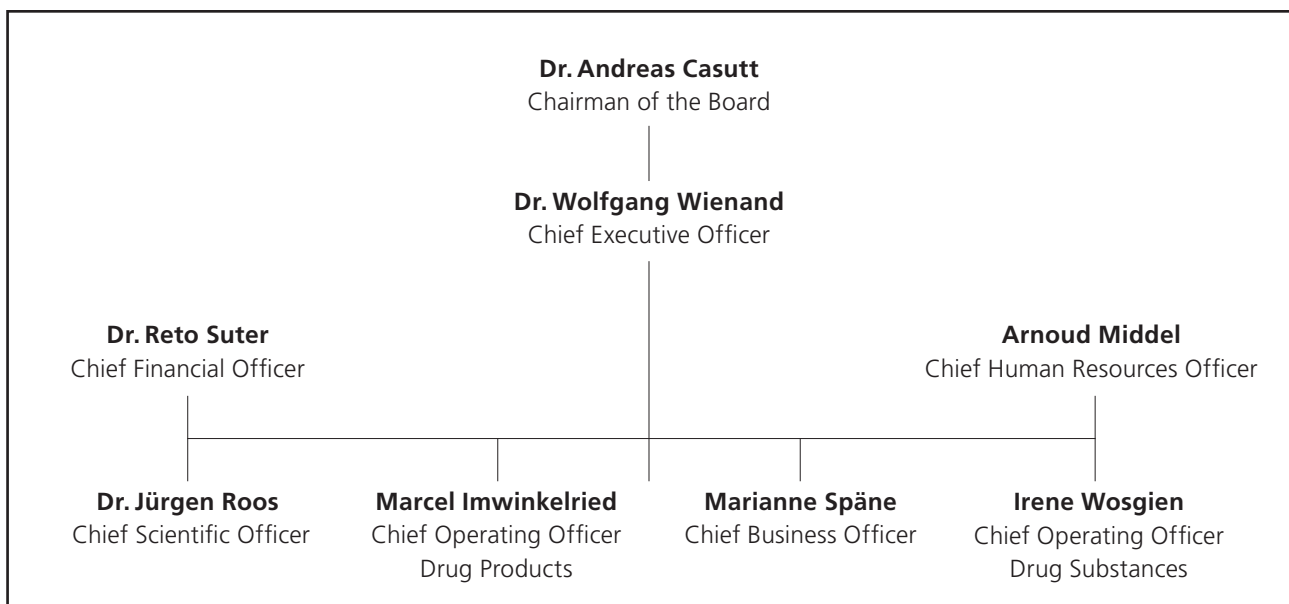 Dr. Andreas Casutt
Chairman of the Board
Dr. Wolfgang Wienand
Chief Executive Officer
Dr. Reto Suter
Chief Financial Officer
Arnoud Middel
Chief Human Resources Officer
Dr. Jürgen Roos
Chief Scientific Officer
Marcel Imwinkelried
Chief Operating Officer
Drug Products
Marianne Späne
Chief Business Officer
Irene Wosgien
Chief Operating Officer
Drug Substances